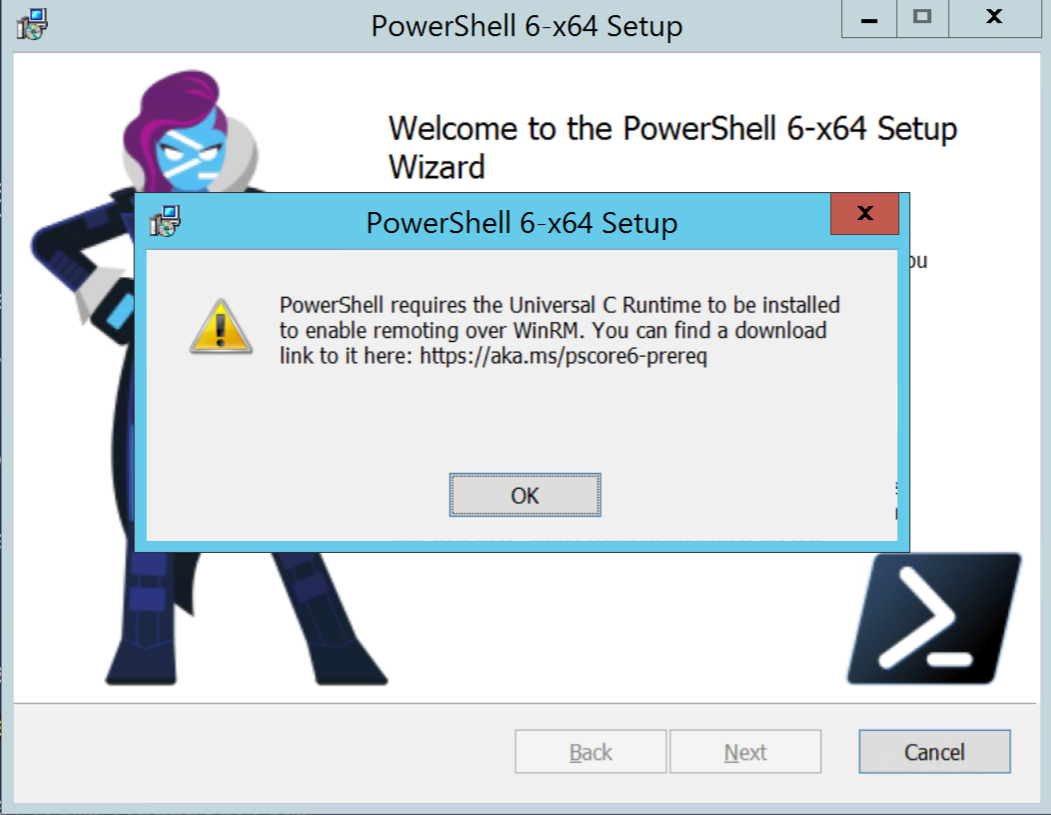 PowerShell 6-x64 Setup
Welcome to the PowerShell 6-x64 Setup
Wizard
PowerShell 6-x64 Setup
PowerShell requires the Universal C Runtime to be installed
to enable remoting over WinRM. You can find a download
link to it here: https://aka.ms/pscore6-prereq
OK
Back
Next
Cancel